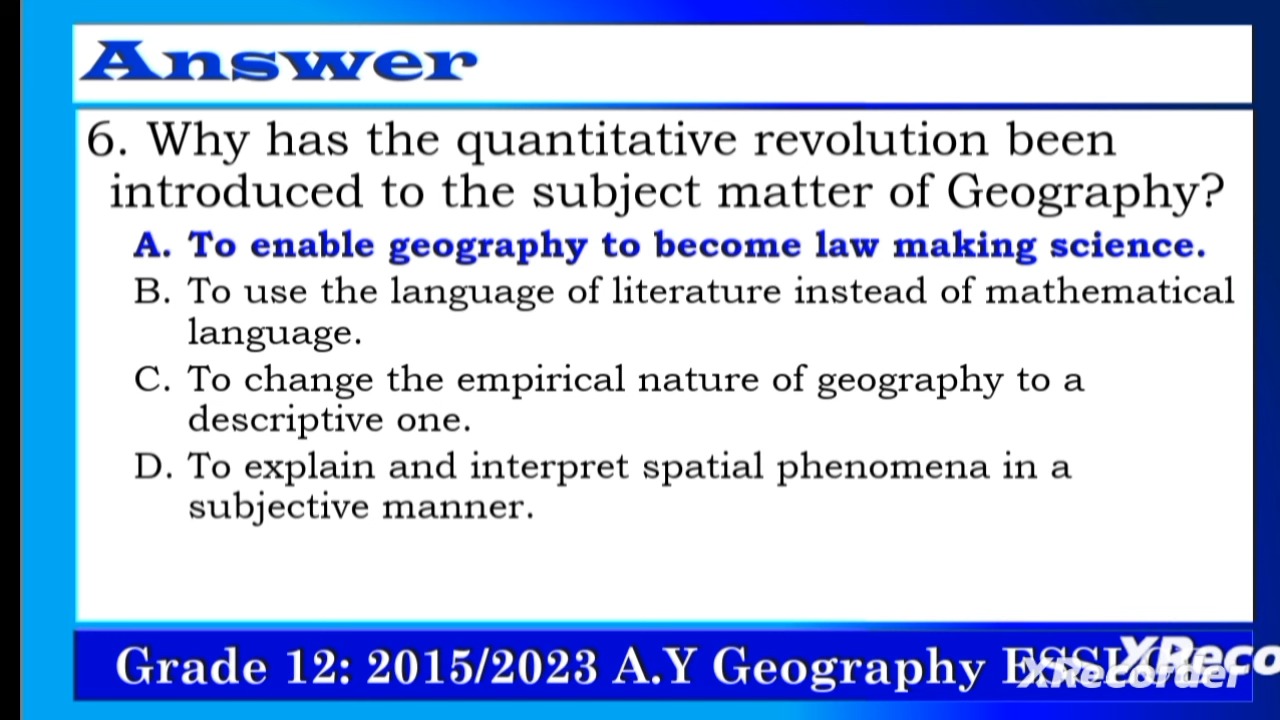 Answer
6. Why has the quantitative revolution been
introduced to the subject matter of Geography?
A. To enable geography to become law making science.
B. To use the language of literature instead of mathematical
language.
C. To change the empirical nature of geography to a
descriptive one.
D. To explain and interpret spatial phenomena in a
subjective manner.
Grade 12: 2015/2023 A.Y Geography
XRecorder